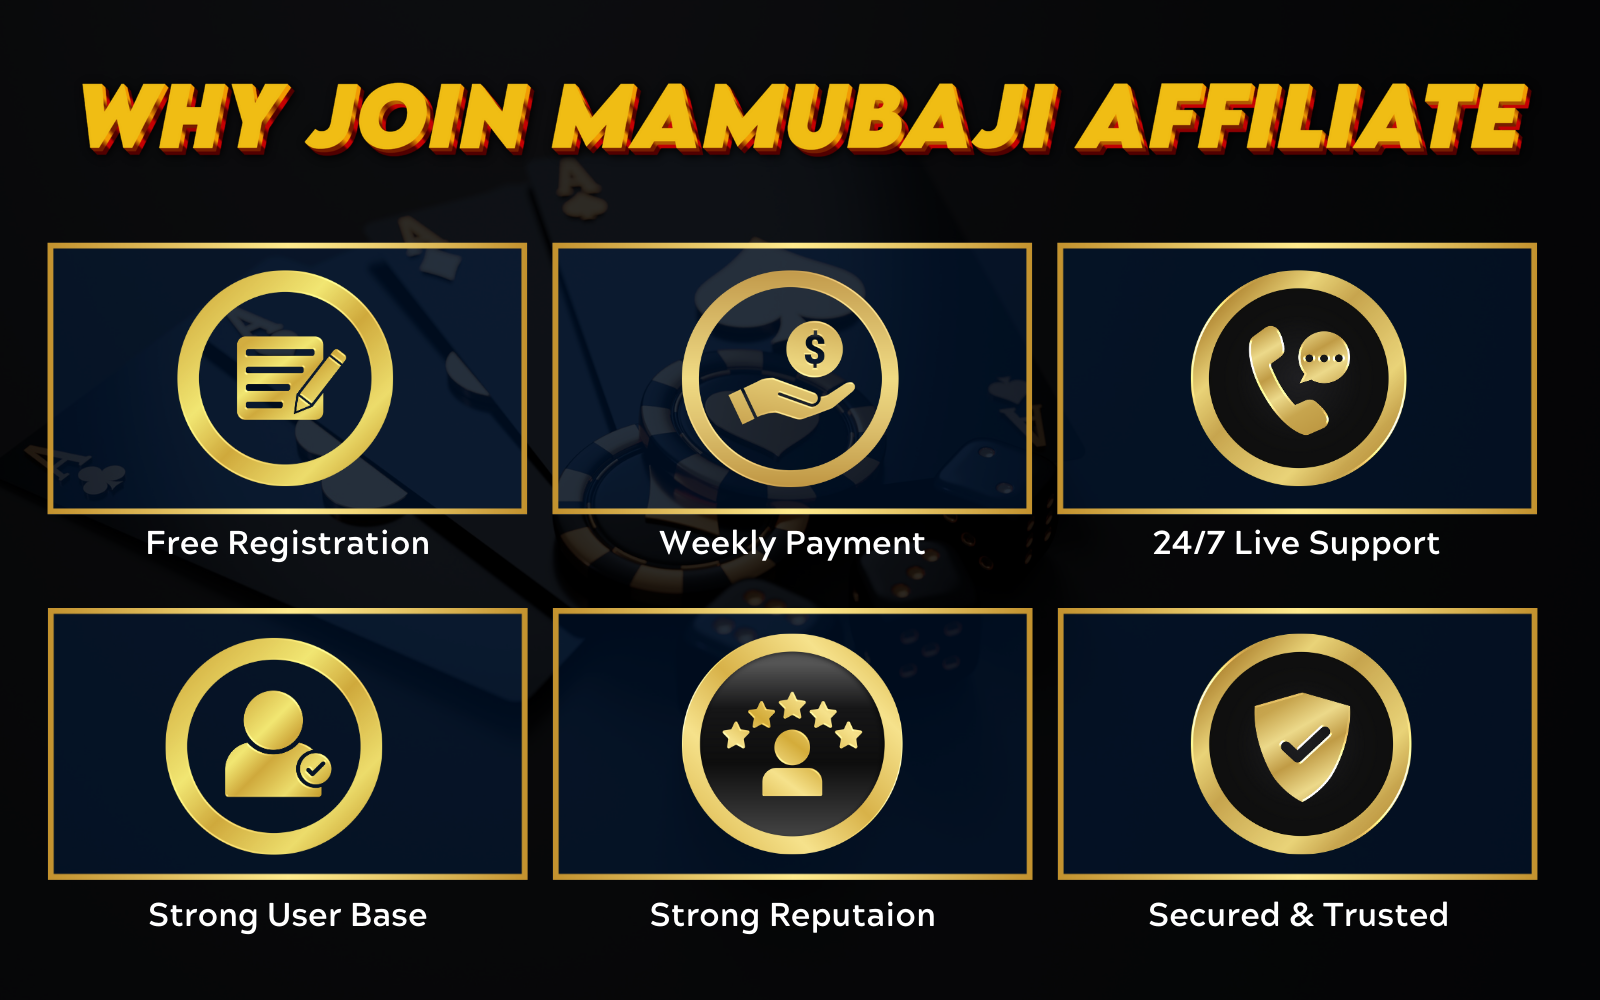 WHY JOIN MAMUBAJI AFFILIATE
A
A
A
A
A
$
Free Registration
Weekly Payment
24/7 Live Support
Strong User Base
Strong Reputaion
Secured & Trusted